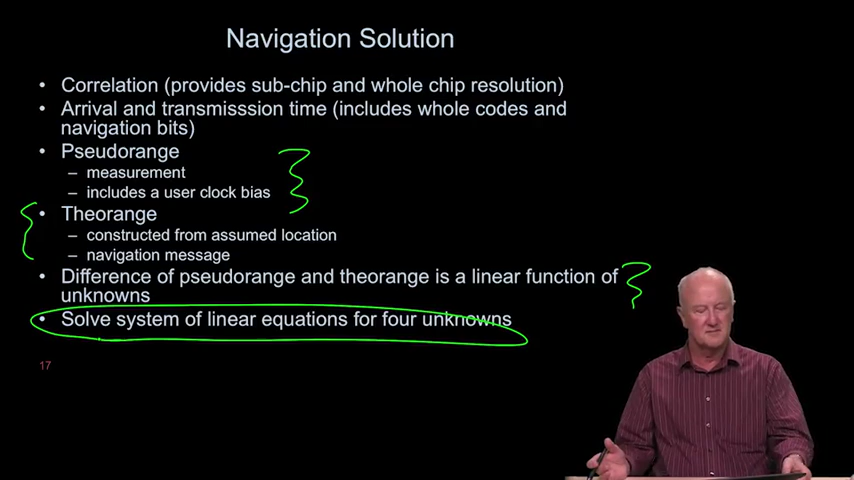 Navigation Solution
• Correlation (provides sub-chip and whole chip resolution)
• Arrival and transmisssion time (includes whole codes and
navigation bits)
• Pseudorange
– measurement
– includes a user clock bias
• Theorange
– constructed from assumed location
– navigation message
• Difference of pseudorange and theorange is a linear function of
unknowns
• Solve system of linear equations for four unknowns
17